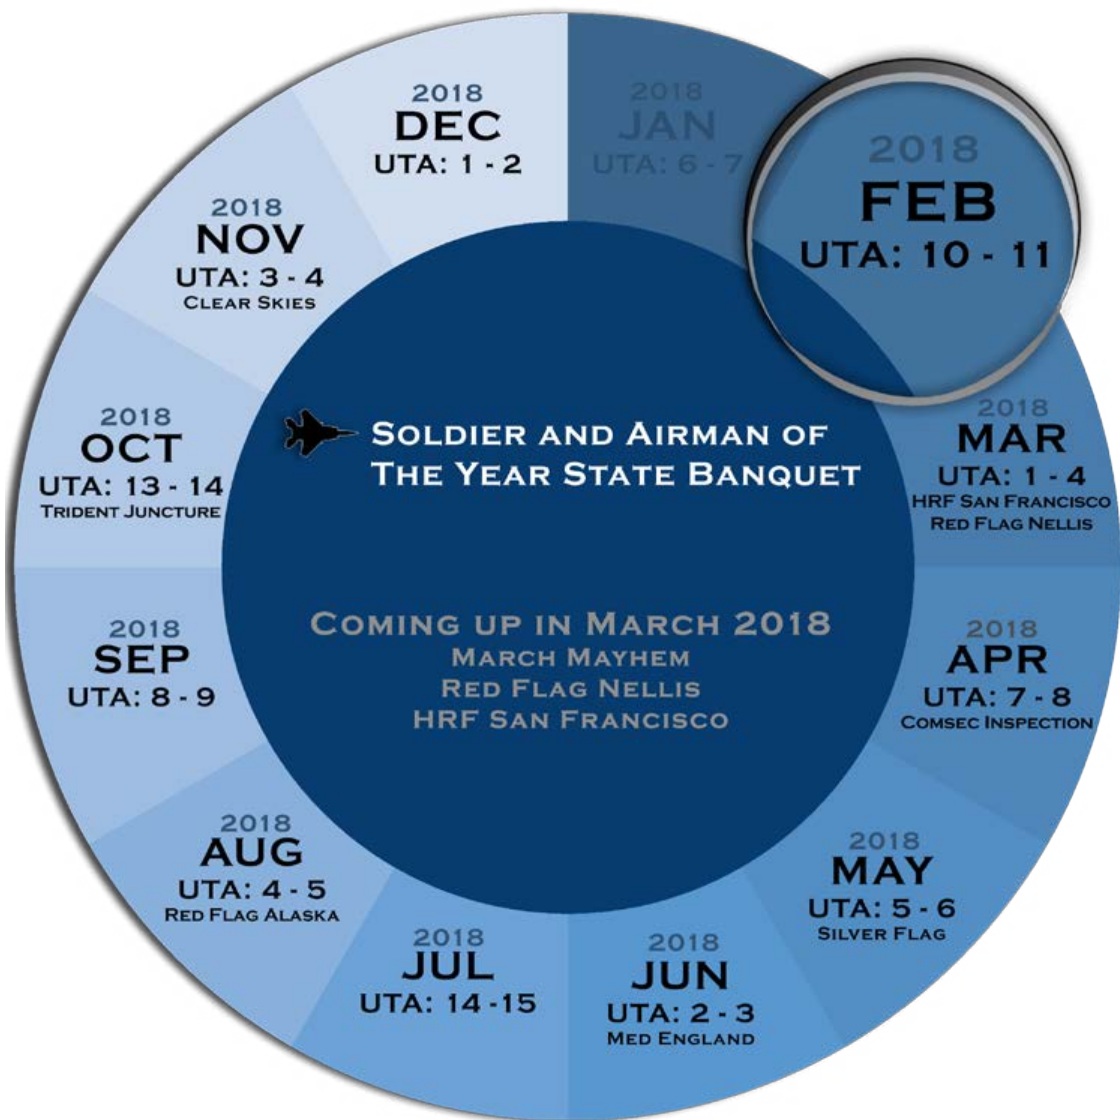 2018
JAN
UTA: 6 - 7
2018
FEB
UTA: 10 - 11
2018
MAR
UTA: 1 - 4
HRF SAN FRANCISCO
RED FLAG NELLIS
2018
APR
UTA: 7 - 8
COMSEC INSPECTION
2018
MAY
UTA: 5 - 6
SILVER FLAG
2018
JUN
UTA: 2 - 3
MED ENGLAND
2018
JUL
UTA: 14 -15
2018
AUG
UTA: 4 - 5
RED FLAG ALASKA
2018
SEP
UTA: 8 - 9
2018
OCT
UTA: 13 - 14
TRIDENT JUNCTURE
2018
NOV
UTA: 3 - 4
CLEAR SKIES
2018
DEC
UTA: 1 - 2
SOLDIER AND AIRMAN OF
THE YEAR STATE BANQUET
COMING UP IN MARCH 2018
MARCH MAYHEM
RED FLAG NELLIS
HRF SAN FRANCISCO